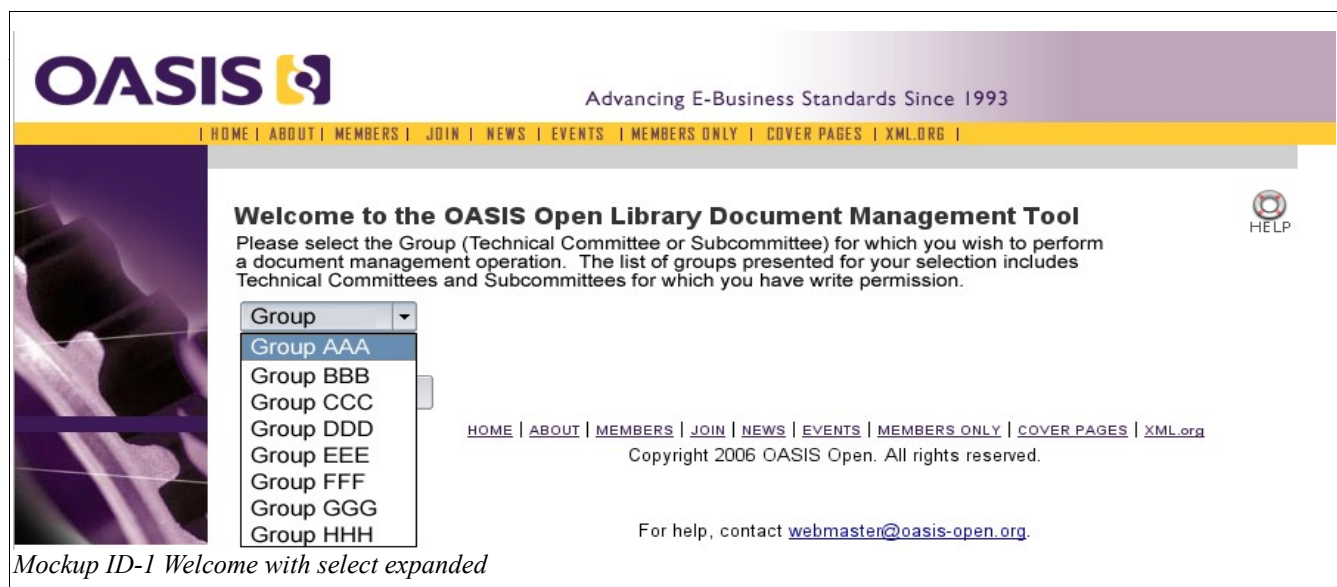 OASIS
Advancing E-Business Standards Since 1993
| HOME | ABOUT | MEMBERS | JOIN | NEWS | EVENTS | MEMBERS ONLY | COVER PAGES | XML.ORG |
Welcome to the OASIS Open Library Document Management Tool
HELP
Please select the Group (Technical Committee or Subcommittee) for which you wish to perform
a document management operation. The list of groups presented for your selection includes
Technical Committees and Subcommittees for which you have write permission.
Group
Group AAA
Group BBB
Group CCC
Group DDD
Group EEE
Group FFF
Group GGG
Group HHH
HOME | ABOUT | MEMBERS | JOIN | NEWS | EVENTS | MEMBERS ONLY | COVER PAGES | XML.org
Copyright 2006 OASIS Open. All rights reserved.
For help, contact webmaster@oasis-open.org.
Mockup ID-1 Welcome with select expanded